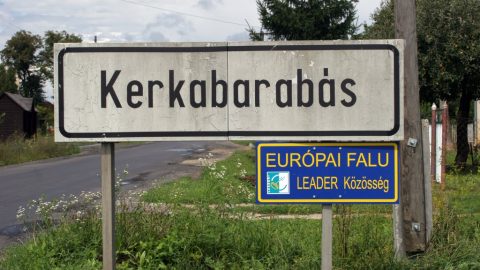 Kerkabarabás
EURÓPAI FALU
LEADER Közösség